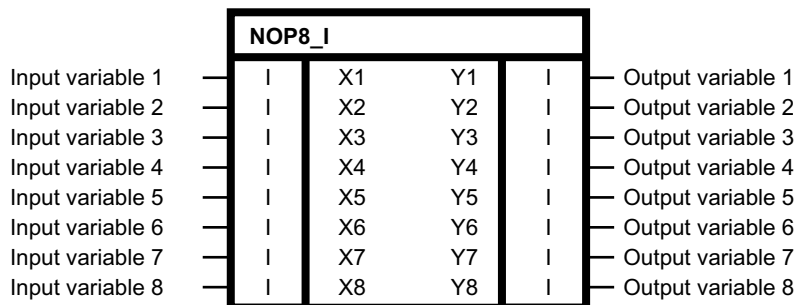 NOP8_I
Input variable 1 I X1 Y1 I Output variable 1
Input variable 2 I X2 Y2 I Output variable 2
Input variable 3 I X3 Y3 I Output variable 3
Input variable 4 I X4 Y4 I Output variable 4
Input variable 5 I X5 Y5 I Output variable 5
Input variable 6 I X6 Y6 I Output variable 6
Input variable 7 I X7 Y7 I Output variable 7
Input variable 8 I X8 Y8 I Output variable 8